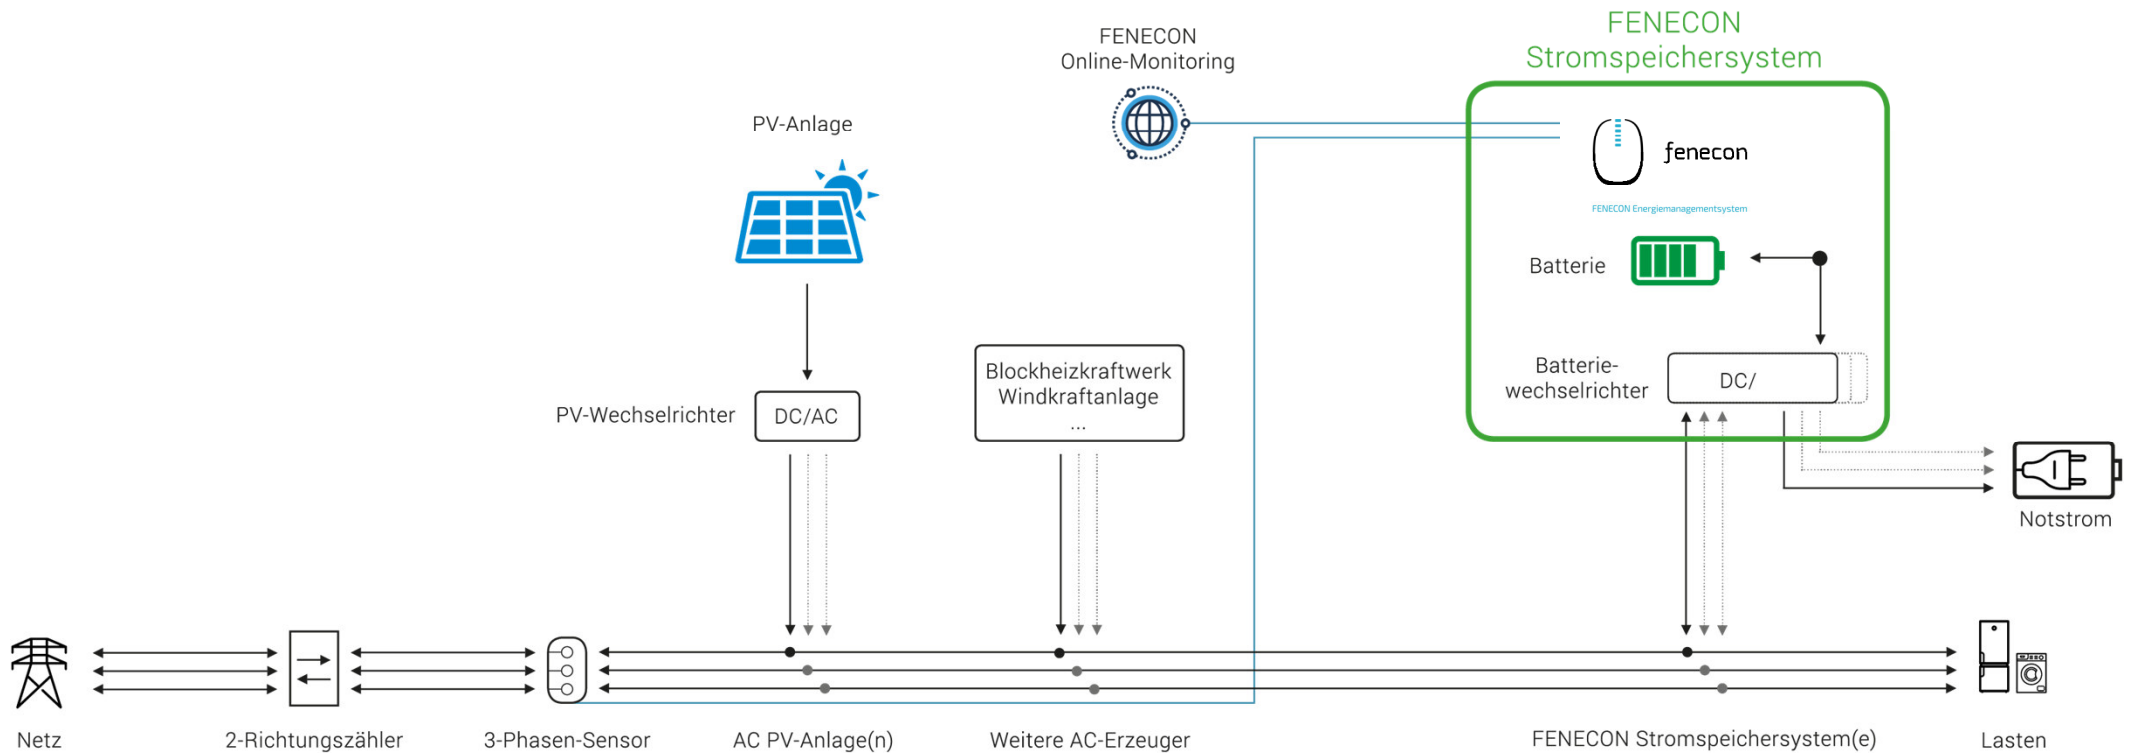 FENECON
Stromspeichersystem
FENECON
Online-Monitoring
PV-Anlage
fenecon
FENECON Energiemanagementsystem
Batterie
Batterie-
wechselrichter
DC/
Blockheizkraftwerk
Windkraftanlage
...
PV-Wechselrichter
DC/AC
Notstrom
Netz
2-Richtungszähler
3-Phasen-Sensor
AC PV-Anlage(n)
Weitere AC-Erzeuger
FENECON Stromspeichersystem(e)
Lasten